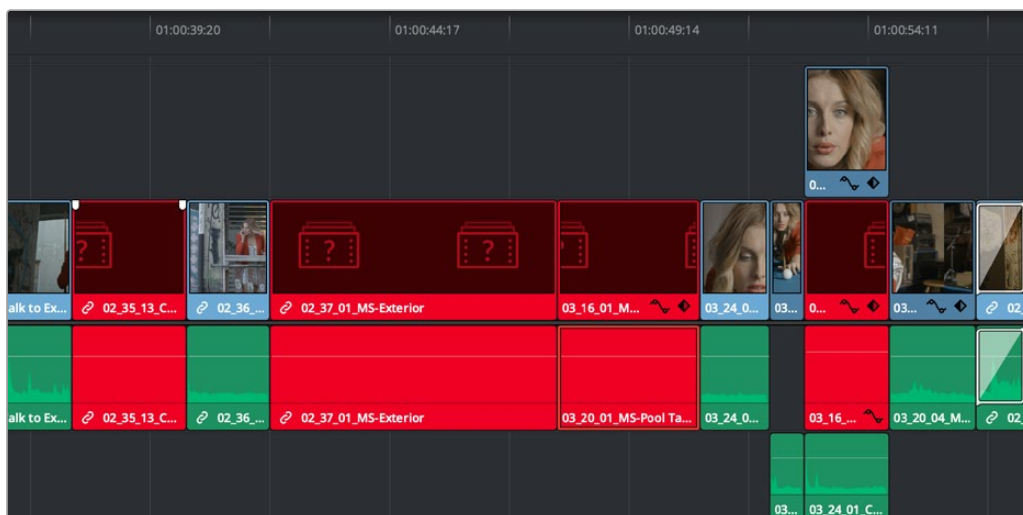 01:00:39:20 01:00:44:17 01:00:49:14 01:00:54:11
0...
? ? ?
alk to Ex... 02_35_13_C... 02_36_... 02_37_01_MS-Exterior 03_16_01_M... 03_24_0... 03... 0... 03... 02_
alk to Ex... 02_35_13_C... 02_36_... 02_37_01_MS-Exterior 03_20_01_MS-Pool Ta... 03_24_0... 03_16_... 03_20_04_M... 02_
03... 03_24_01_C...